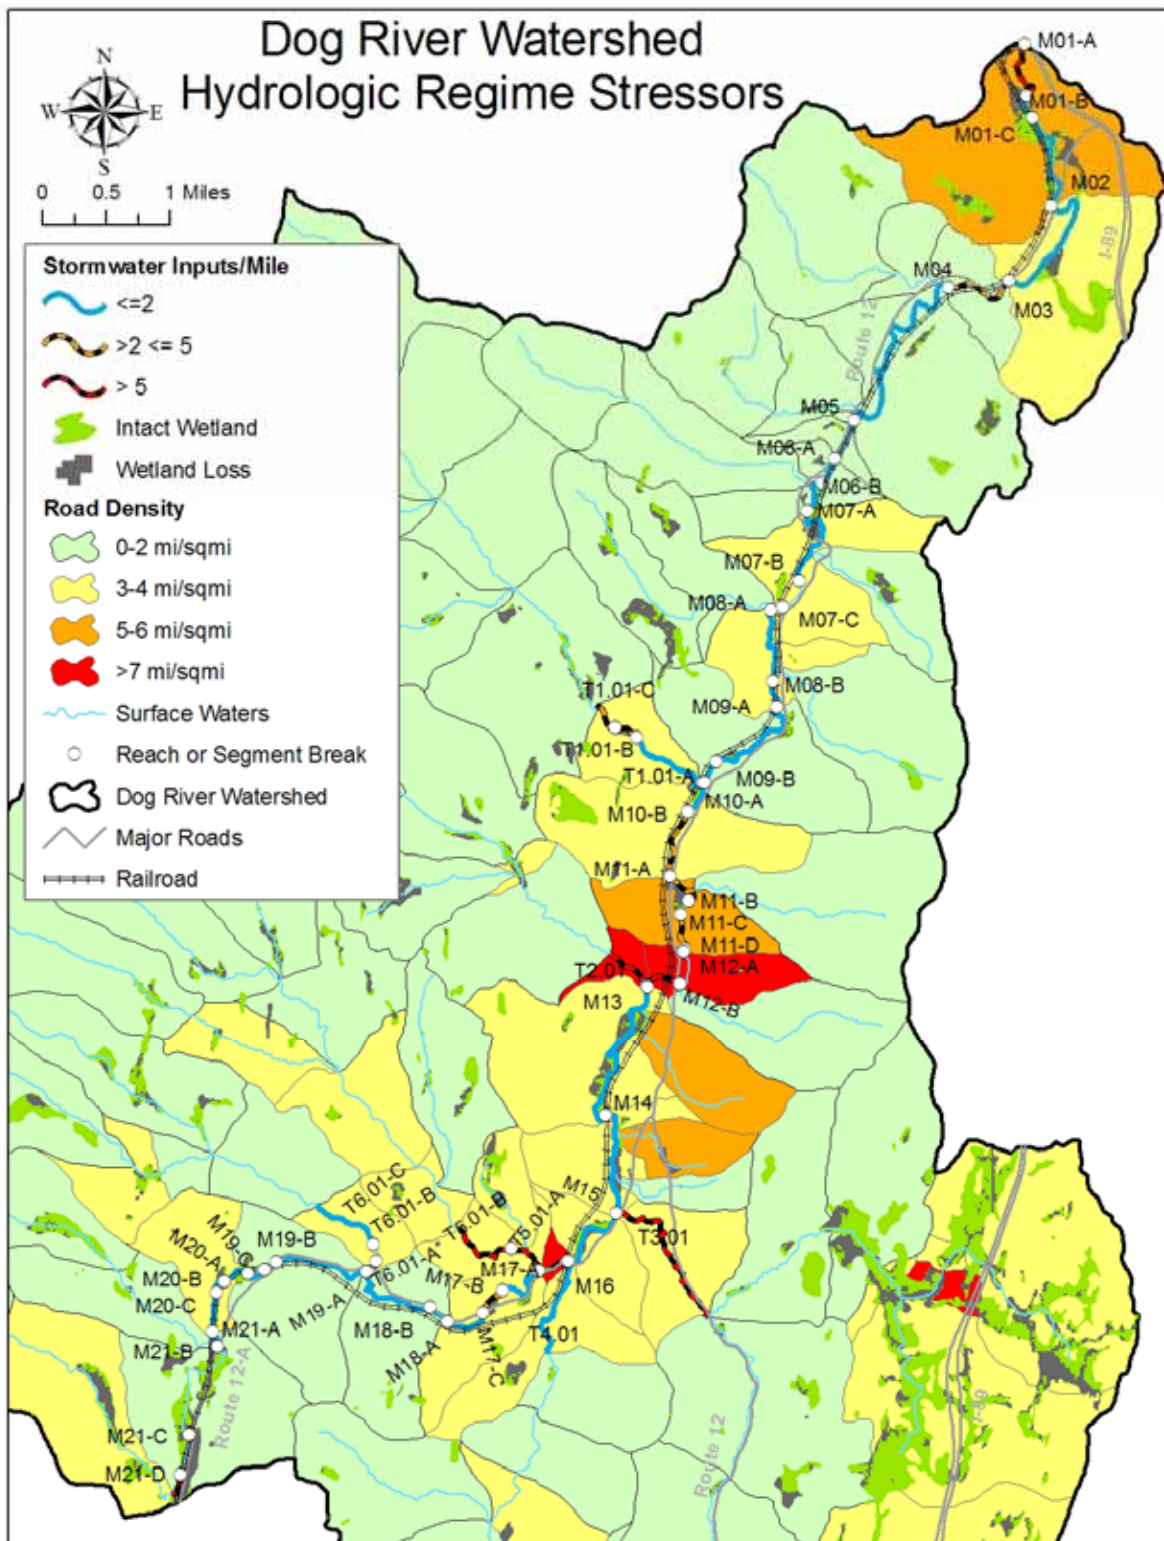 Dog River Watershed
Hydrologic Regime Stressors
N
W
E
S
0 0.5 1 Miles
Stormwater Inputs/Mile
<=2
>2 <= 5
> 5
Intact Wetland
Wetland Loss
Road Density
0-2 mi/sqmi
3-4 mi/sqmi
5-6 mi/sqmi
>7 mi/sqmi
Surface Waters
Reach or Segment Break
Dog River Watershed
Major Roads
Railroad
M01-A
M01-B
M01-C
M02
I-89
M04
M03
Route 12
M05
M06-A
M06-B
M07-A
M07-B
M08-A
M07-C
M08-B
T1.01-C
M09-A
T1.01-B
T1.01-A
M09-B
M10-A
M10-B
M11-A
M11-B
M11-C
M11-D
M12-A
T2.01
M12-B
M13
M14
M15
T6.01-C
T6.01-B
T5.01-B
T5.01-A
T3.01
M19-C
M19-B
M20-A
T6.01-A
M17-A
M17-B
M16
M20-B
M20-C
M19-A
M18-B
M21-A
M21-B
M18-A
M17-C
T4.01
Route 12-A
M21-C
M21-D
Route 12
I-89